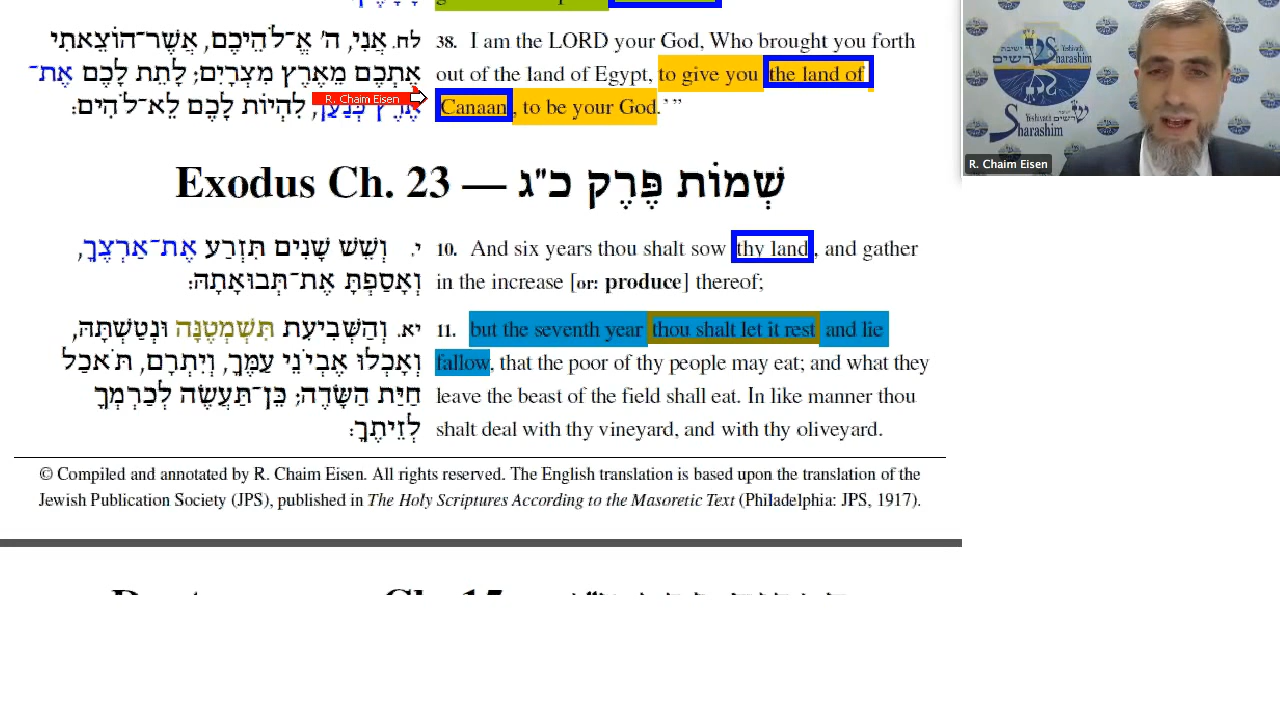 לח. אֲנִי, ה' אֱ־לֹהֵיכֶם, אֲשֶׁר־הוֹצֵאתִי
אֶתְכֶם מֵאֶרֶץ מִצְרָיִם; לָתֵת לָכֶם אֶת־
אֶרֶץ כְּנַעַן, לִהְיוֹת לָכֶם לֵא־לֹהִים:
R. Chaim Eisen
38. I am the LORD your God, Who brought you forth
out of the land of Egypt, to give you the land of
Canaan, to be your God.’ ”
Exodus Ch. 23 — שְׁמוֹת פֶּרֶק כ"ג
י. וְשֵׁשׁ שָׁנִים תִּזְרַע אֶת־אַרְצֶךָ,
וְאָסַפְתָּ אֶת־תְּבוּאָתָהּ:
10. And six years thou shalt sow thy land, and gather
in the increase [or: produce] thereof;
יא. וְהַשְּׁבִיעִת תִּשְׁמְטֶנָּה וּנְטַשְׁתָּהּ,
וְאָכְלוּ אֶבְיֹנֵי עַמֶּךָ, וְיִתְרָם, תֹּאכַל
חַיַּת הַשָּׂדֶה; כֵּן־תַּעֲשֶׂה לְכַרְמְךָ
לְזֵיתֶךָ:
11. but the seventh year thou shalt let it rest and lie
fallow, that the poor of thy people may eat; and what they
leave the beast of the field shall eat. In like manner thou
shalt deal with thy vineyard, and with thy oliveyard.
© Compiled and annotated by R. Chaim Eisen. All rights reserved. The English translation is based upon the translation of the
Jewish Publication Society (JPS), published in The Holy Scriptures According to the Masoretic Text (Philadelphia: JPS, 1917).
Yeshivath
Sharashim
R. Chaim Eisen